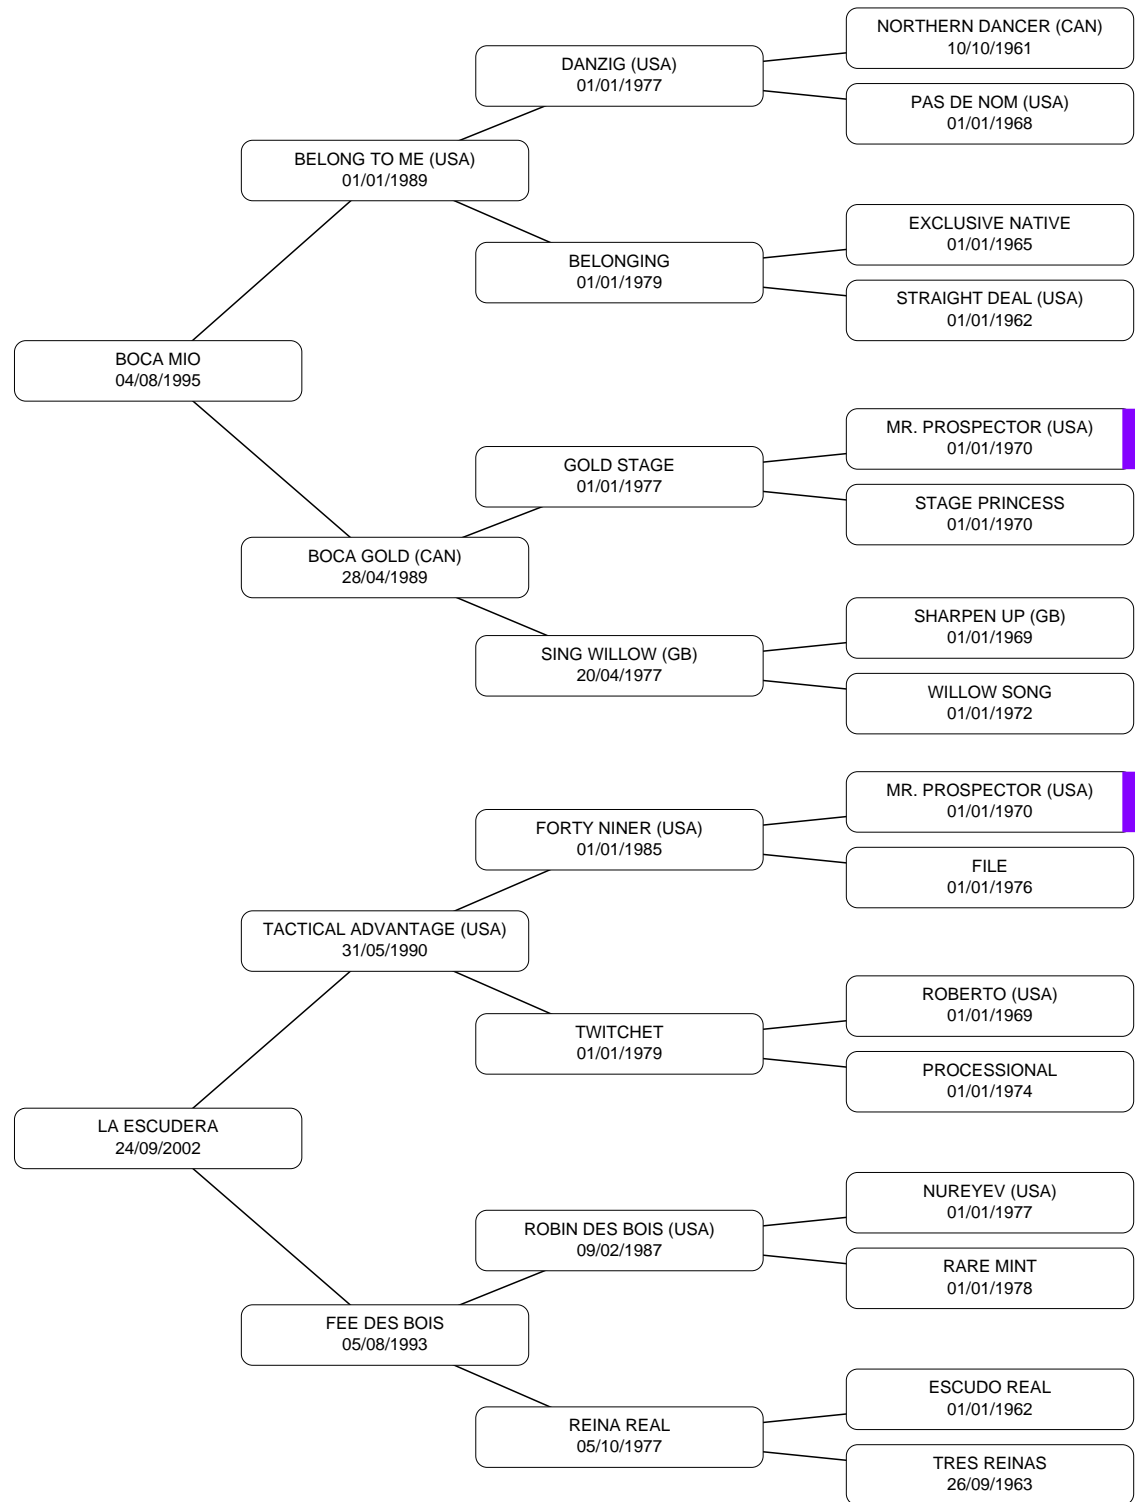 NORTHERN DANCER (CAN)
10/10/1961
DANZIG (USA)
01/01/1977
PAS DE NOM (USA)
01/01/1968
BELONG TO ME (USA)
01/01/1989
EXCLUSIVE NATIVE
01/01/1965
BELONGING
01/01/1979
STRAIGHT DEAL (USA)
01/01/1962
BOCA MIO
04/08/1995
MR. PROSPECTOR (USA)
01/01/1970
GOLD STAGE
01/01/1977
STAGE PRINCESS
01/01/1970
BOCA GOLD (CAN)
28/04/1989
SHARPEN UP (GB)
01/01/1969
SING WILLOW (GB)
20/04/1977
WILLOW SONG
01/01/1972
MR. PROSPECTOR (USA)
01/01/1970
FORTY NINER (USA)
01/01/1985
FILE
01/01/1976
TACTICAL ADVANTAGE (USA)
31/05/1990
ROBERTO (USA)
01/01/1969
TWITCHET
01/01/1979
PROCESSIONAL
01/01/1974
LA ESCUDERA
24/09/2002
NUREYEV (USA)
01/01/1977
ROBIN DES BOIS (USA)
09/02/1987
RARE MINT
01/01/1978
FEE DES BOIS
05/08/1993
ESCUDO REAL
01/01/1962
REINA REAL
05/10/1977
TRES REINAS
26/09/1963